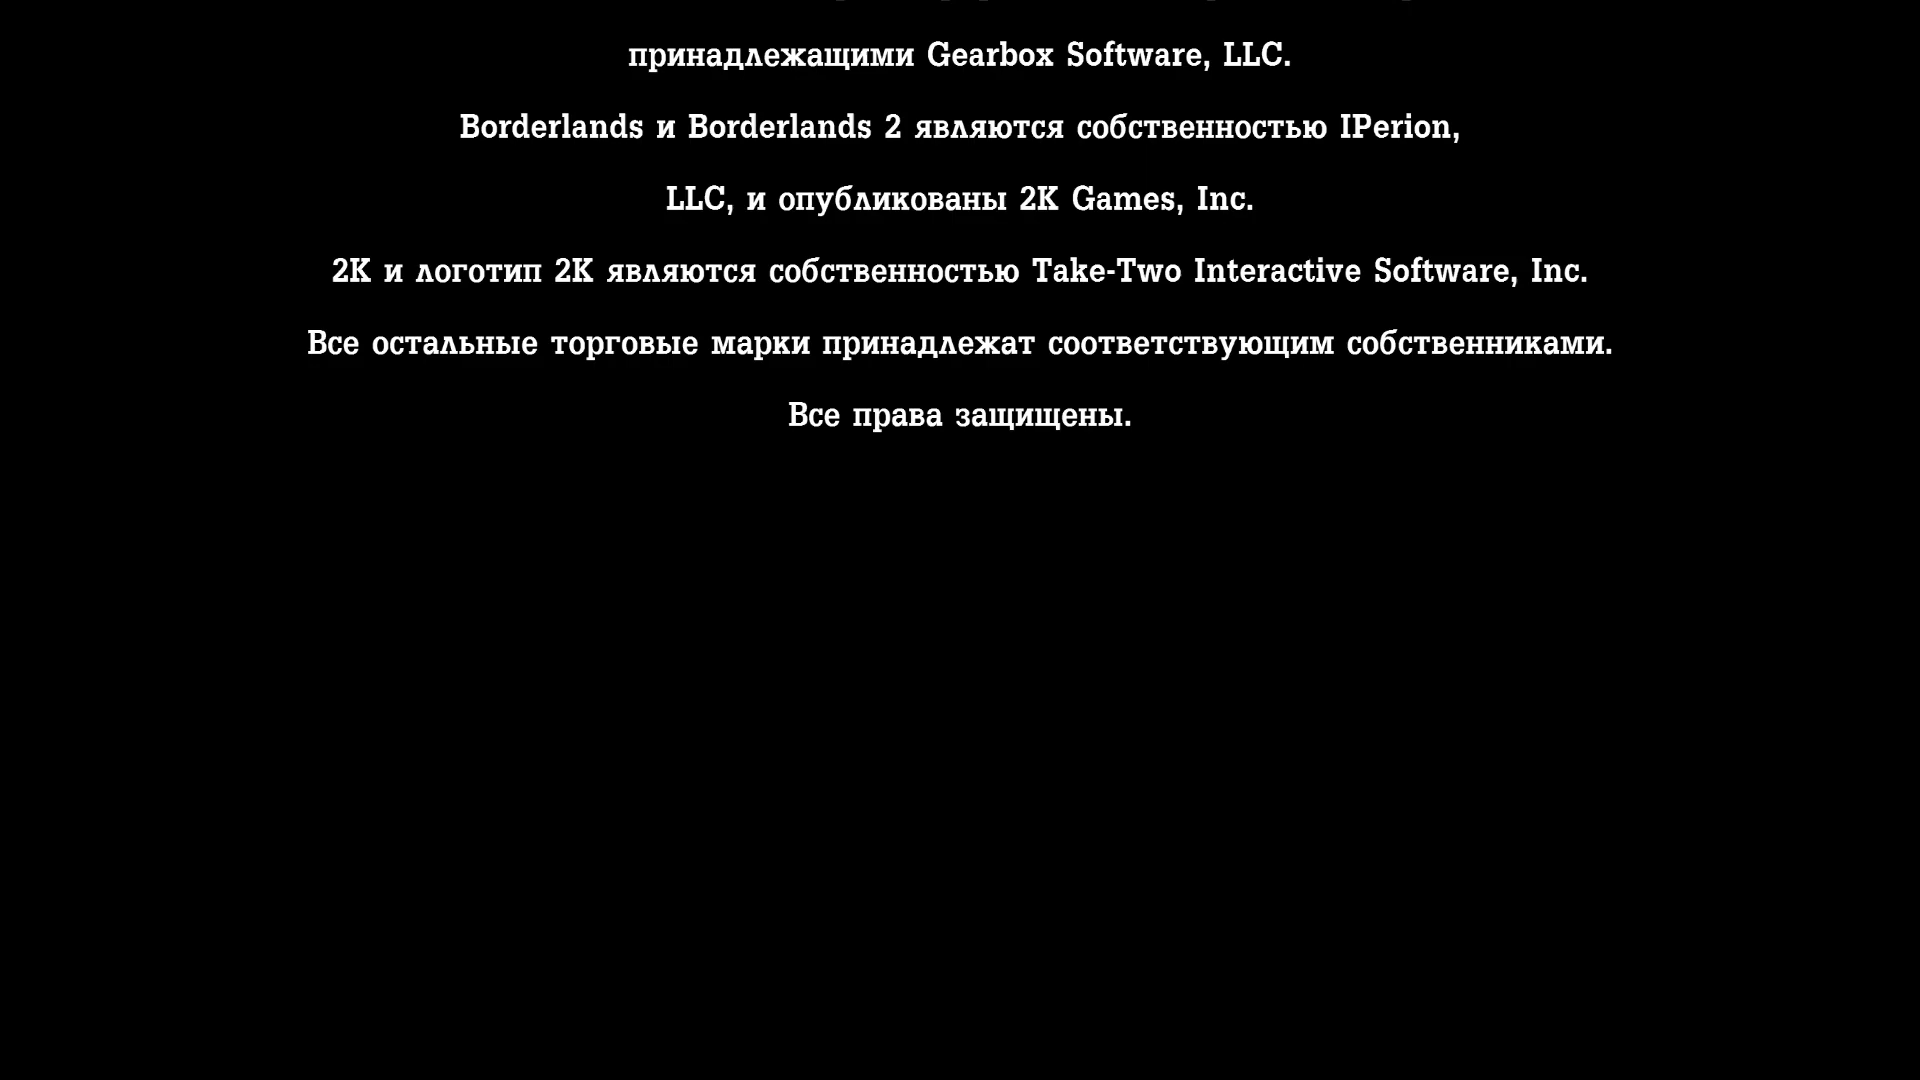 принадлежащими Gearbox Software, LLC.
Borderlands и Borderlands 2 являются собственностью IPerion,
LLC, и опубликованы 2K Games, Inc.
2K и логотип 2K являются собственностью Take-Two Interactive Software, Inc.
Все остальные торговые марки принадлежат соответствующим собственниками.
Все права защищены.